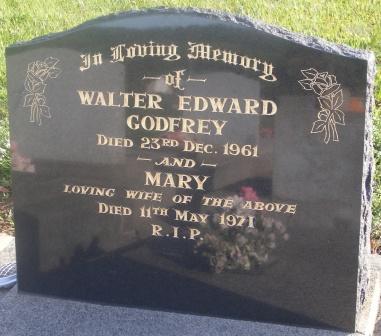 In Loving Memory
— of —
WALTER EDWARD
GODFREY
DIED 23RD DEC. 1961
— AND —
MARY
LOVING WIFE OF THE ABOVE
DIED 11TH MAY 1971
R.I.P.